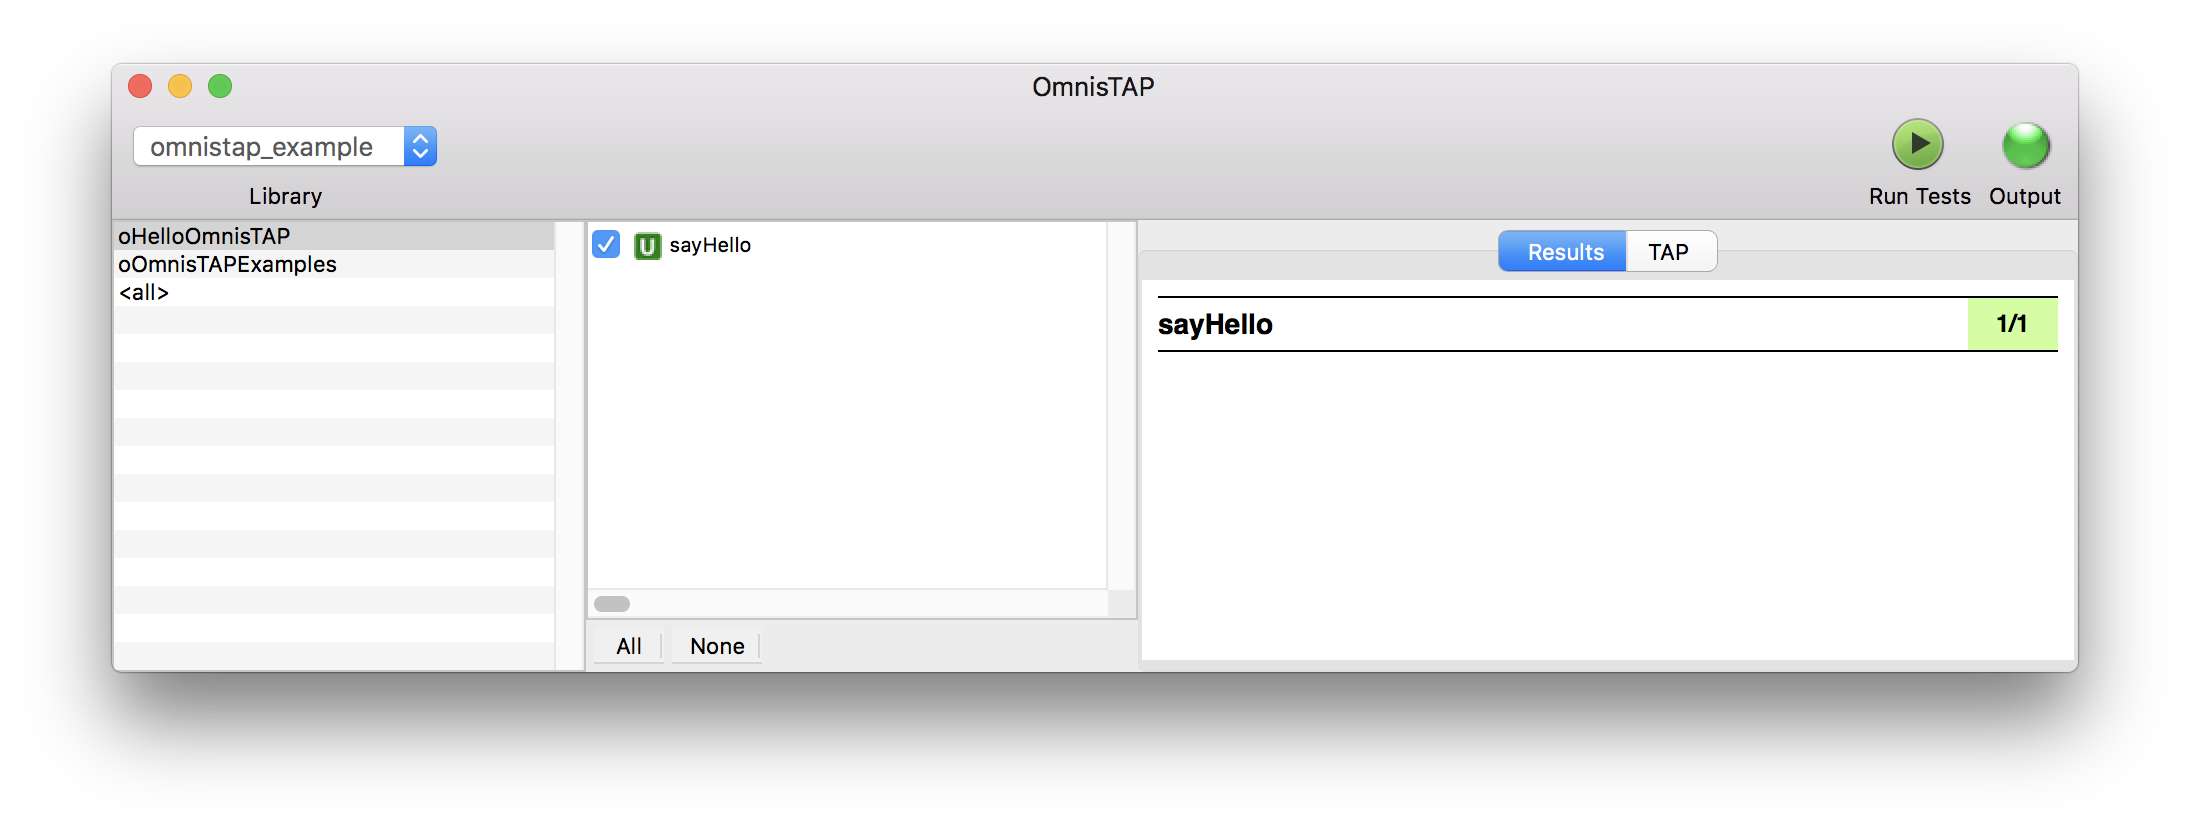 OmnisTAP
omnistap_example
Library
Run Tests
Output
oHelloOmnisTAP
oOmnisTAPExamples
<all>
U sayHello
All
None
Results
TAP
sayHello
1/1